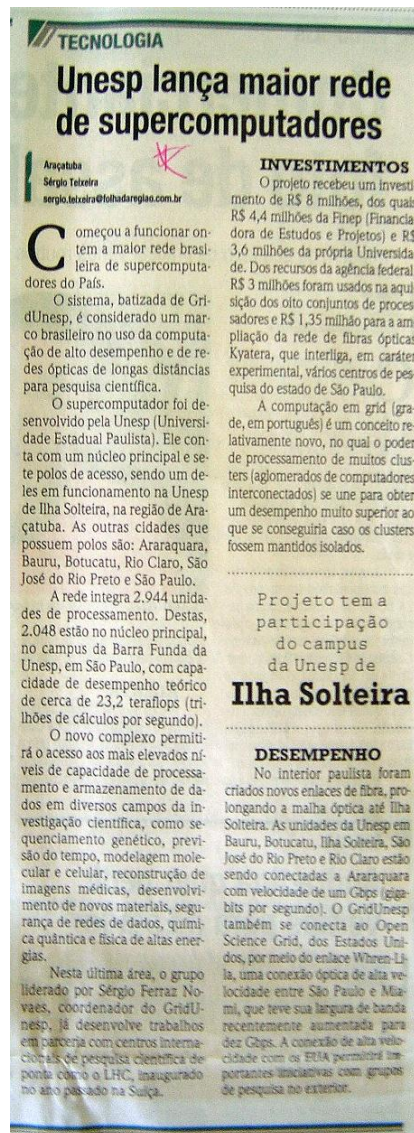 TECNOLOGIA
Unesp lança maior rede
de supercomputadores
Araçatuba
Sérgio Teixeira
sergio.teixeira@folhadaregiao.com.br
Começou a funcionar on-
tem a maior rede brasi-
leira de supercomputa-
dores do País.
O sistema, batizada de Gri-
dUnesp, é considerado um mar-
co brasileiro no uso da computa-
ção de alto desempenho e de re-
des ópticas de longas distâncias
para pesquisa científica.
O supercomputador foi de-
senvolvido pela Unesp (Universi-
dade Estadual Paulista). Ele con-
ta com um núcleo principal e se-
te polos de acesso, sendo um de-
les em funcionamento na Unesp
de Ilha Solteira, na região de Ara-
çatuba. As outras cidades que
possuem polos são: Araraquara,
Bauru, Botucatu, Rio Claro, São
José do Rio Preto e São Paulo.
A rede integra 2.944 unida-
des de processamento. Destas,
2.048 estão no núcleo principal,
no campus da Barra Funda da
Unesp, em São Paulo, com capa-
cidade de desempenho teórico
de cerca de 23,2 teraflops (tri-
lhões de cálculos por segundo).
O novo complexo permiti-
rá o acesso aos mais elevados ní-
veis de capacidade de processa-
mento e armazenamento de da-
dos em diversos campos da in-
vestigação científica, como se-
quenciamento genético, previ-
são do tempo, modelagem mole-
cular e celular, reconstrução de
imagens médicas, desenvolvi-
mento de novos materiais, segu-
rança de redes de dados, quími-
ca quântica e física de altas ener-
gias.
Nesta última área, o grupo
liderado por Sérgio Ferraz No-
vaes, coordenador do GridU-
nesp, já desenvolve trabalhos
em parceria com centros interna-
cionais de pesquisa científica de
ponta como o LHC, inaugurado
no ano passado na Suíça.
INVESTIMENTOS
O projeto recebeu um investi
mento de R$ 8 milhões, dos quais
R$ 4,4 milhões da Finep (Financia
dora de Estudos e Projetos) e R$
3,6 milhões da própria Universida
de. Dos recursos da agência federal
R$ 3 milhões foram usados na aqui
sição dos oito conjuntos de proces
sadores e R$ 1,35 milhão para a am
pliação da rede de fibras ópticas
Kyatera, que interliga, em caráter
experimental, vários centros de pes
quisa do estado de São Paulo.
A computação em grid (gra-
de, em português) é um conceito re
lativamente novo, no qual o poder
de processamento de muitos clus-
ters (aglomerados de computadores
interconectados) se une para obter
um desempenho muito superior ao
que se conseguiria caso os clusters
fossem mantidos isolados.
Projeto tem a
participação
do campus
da Unesp de
Ilha Solteira
DESEMPENHO
No interior paulista foram
criados novos enlaces de fibra, pro-
longando a malha óptica até Ilha
Solteira. As unidades da Unesp em
Bauru, Botucatu, Ilha Solteira, São
José do Rio Preto e Rio Claro estão
sendo conectadas a Araraquara
com velocidade de um Gbps (giga-
bits por segundo). O GridUnesp
também se conecta ao Open
Science Grid, dos Estados Uni-
dos, por meio do enlace Whren-Li-
la, uma conexão óptica de alta ve-
locidade entre São Paulo e Mia-
mi, que teve sua largura de banda
recentemente aumentada para
dez Gbps. A conexão de alta velo-
cidade com os EUA permitirá im-
portantes iniciativas com grupos
de pesquisa no exterior.